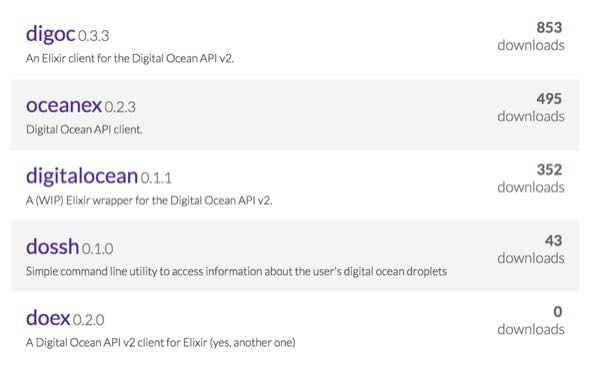 digoc 0.3.3
853
An Elixir client for the Digital Ocean API v2.
downloads
oceanex 0.2.3
495
Digital Ocean API client.
downloads
digitalocean 0.1.1
352
A (WIP) Elixir wrapper for the Digital Ocean API v2.
downloads
dossh 0.1.0
43
Simple command line utility to access information about the user's digital ocean droplets
downloads
doex 0.2.0
0
A Digital Ocean API v2 client for Elixir (yes, another one)
downloads